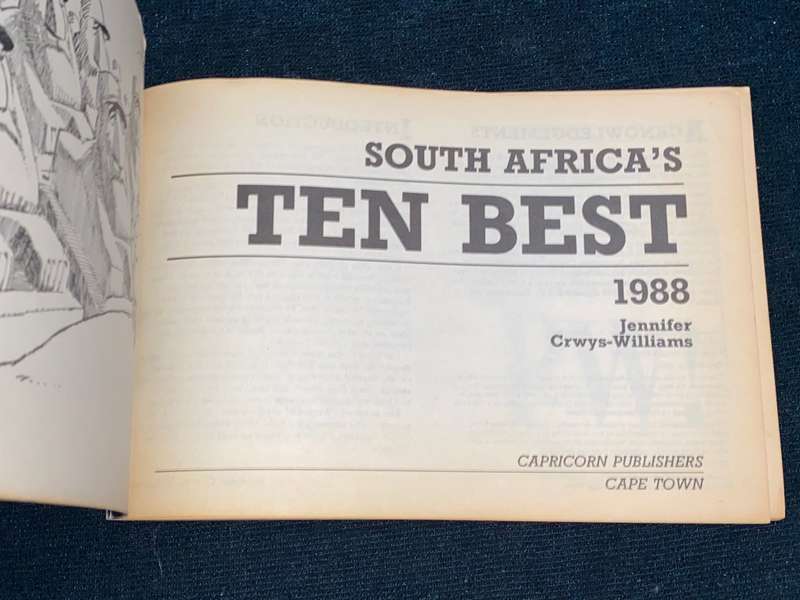 SOUTH AFRICA'S
TEN BEST
1988
Jennifer
Crwys-Williams
CAPRICORN PUBLISHERS
CAPE TOWN